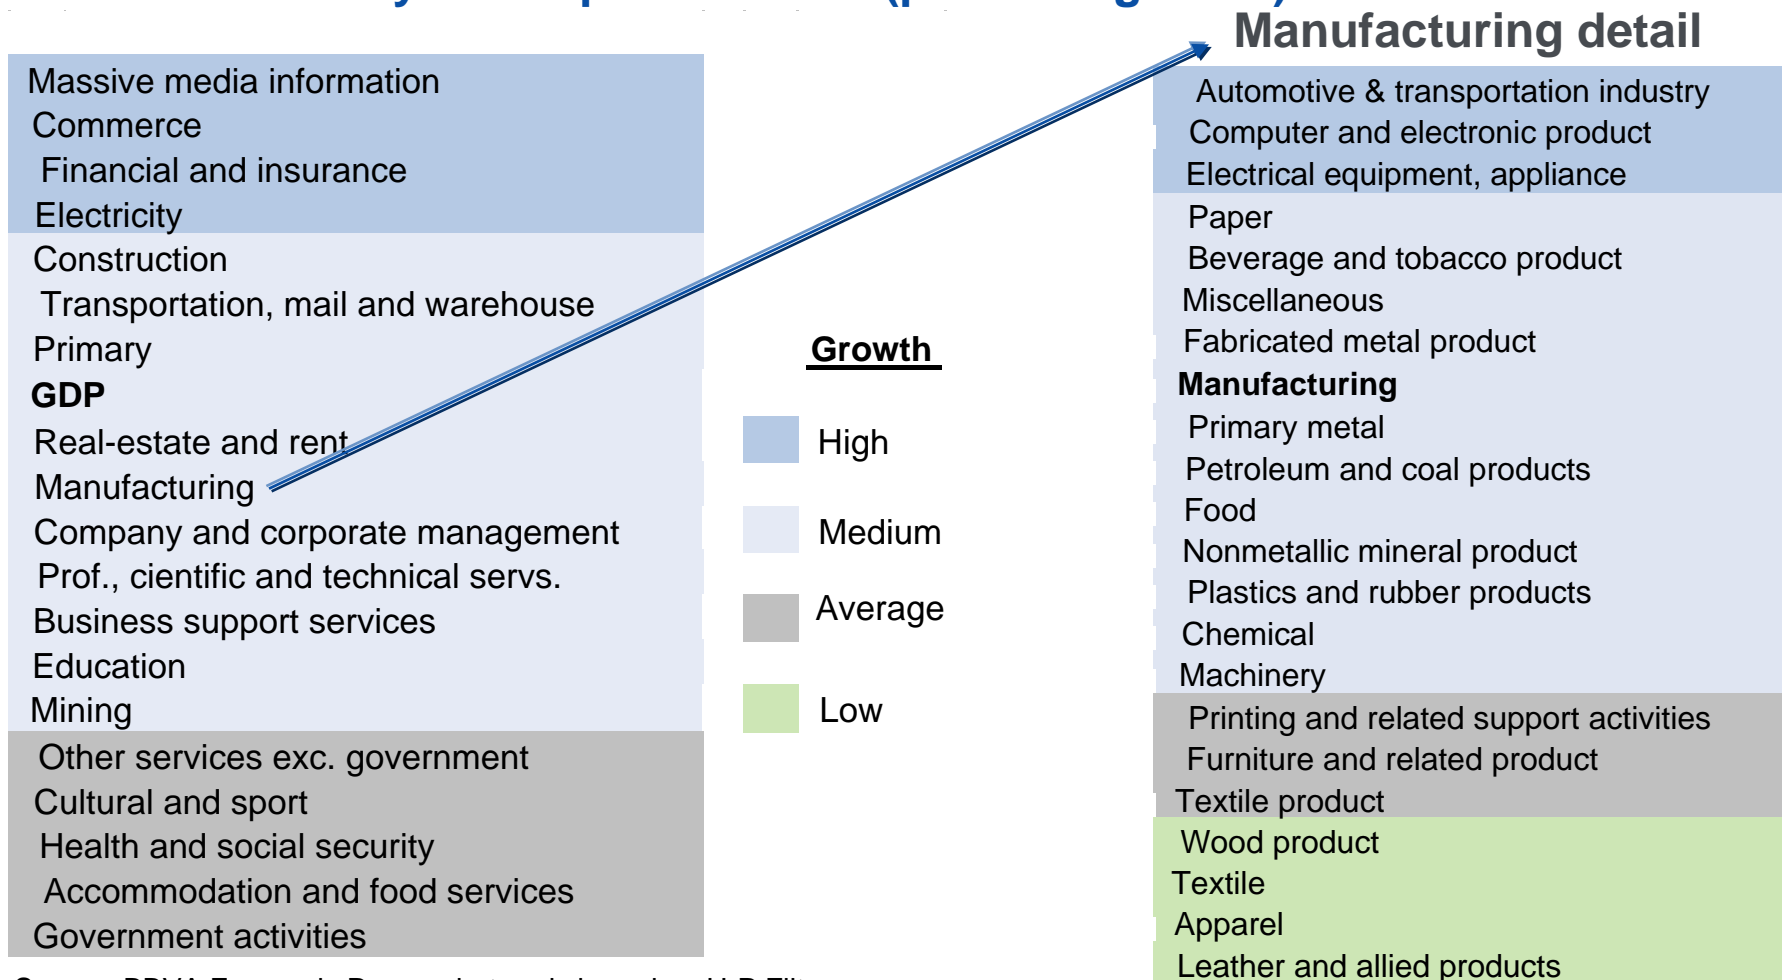 Manufacturing detail
Massive media information
Commerce
Financial and insurance
Electricity
Construction
Transportation, mail and warehouse
Primary
GDP
Real-estate and rent
Manufacturing
Company and corporate management
Prof., cientific and technical servs.
Business support services
Education
Mining
Other services exc. government
Cultural and sport
Health and social security
Accommodation and food services
Government activities
Growth
High
Medium
Average
Low
Automotive & transportation industry
Computer and electronic product
Electrical equipment, appliance
Paper
Beverage and tobacco product
Miscellaneous
Fabricated metal product
Manufacturing
Primary metal
Petroleum and coal products
Food
Nonmetallic mineral product
Plastics and rubber products
Chemical
Machinery
Printing and related support activities
Furniture and related product
Textile product
Wood product
Textile
Apparel
Leather and allied products